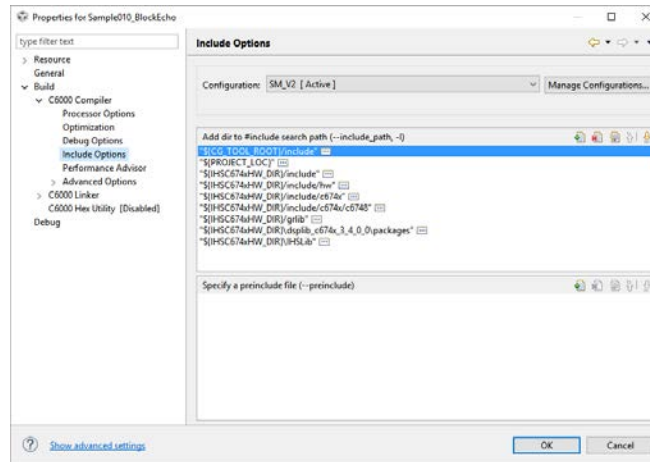 Properties for Sample010_BlockEcho
type filter text
Resource
General
Build
C6000 Compiler
Processor Options
Optimization
Debug Options
Include Options
Performance Advisor
Advanced Options
C6000 Linker
C6000 Hex Utility [Disabled]
Debug
Include Options
Configuration: SM_V2 [ Active ] Manage Configurations...
Add dir to #include search path (--include_path, -I)
"${CG_TOOL_ROOT}/include"
"${PROJECT_LOC}"
"${IHSC674xHW_DIR}/include"
"${IHSC674xHW_DIR}/include/hw"
"${IHSC674xHW_DIR}/include/c674x"
"${IHSC674xHW_DIR}/include/c674x/c6748"
"${IHSC674xHW_DIR}/grlib"
"${IHSC674xHW_DIR}\dsplib_c674x_3_4_0_0\packages"
"${IHSC674xHW_DIR}\IHSLib"
Specify a preinclude file (--preinclude)
Show advanced settings
OK Cancel